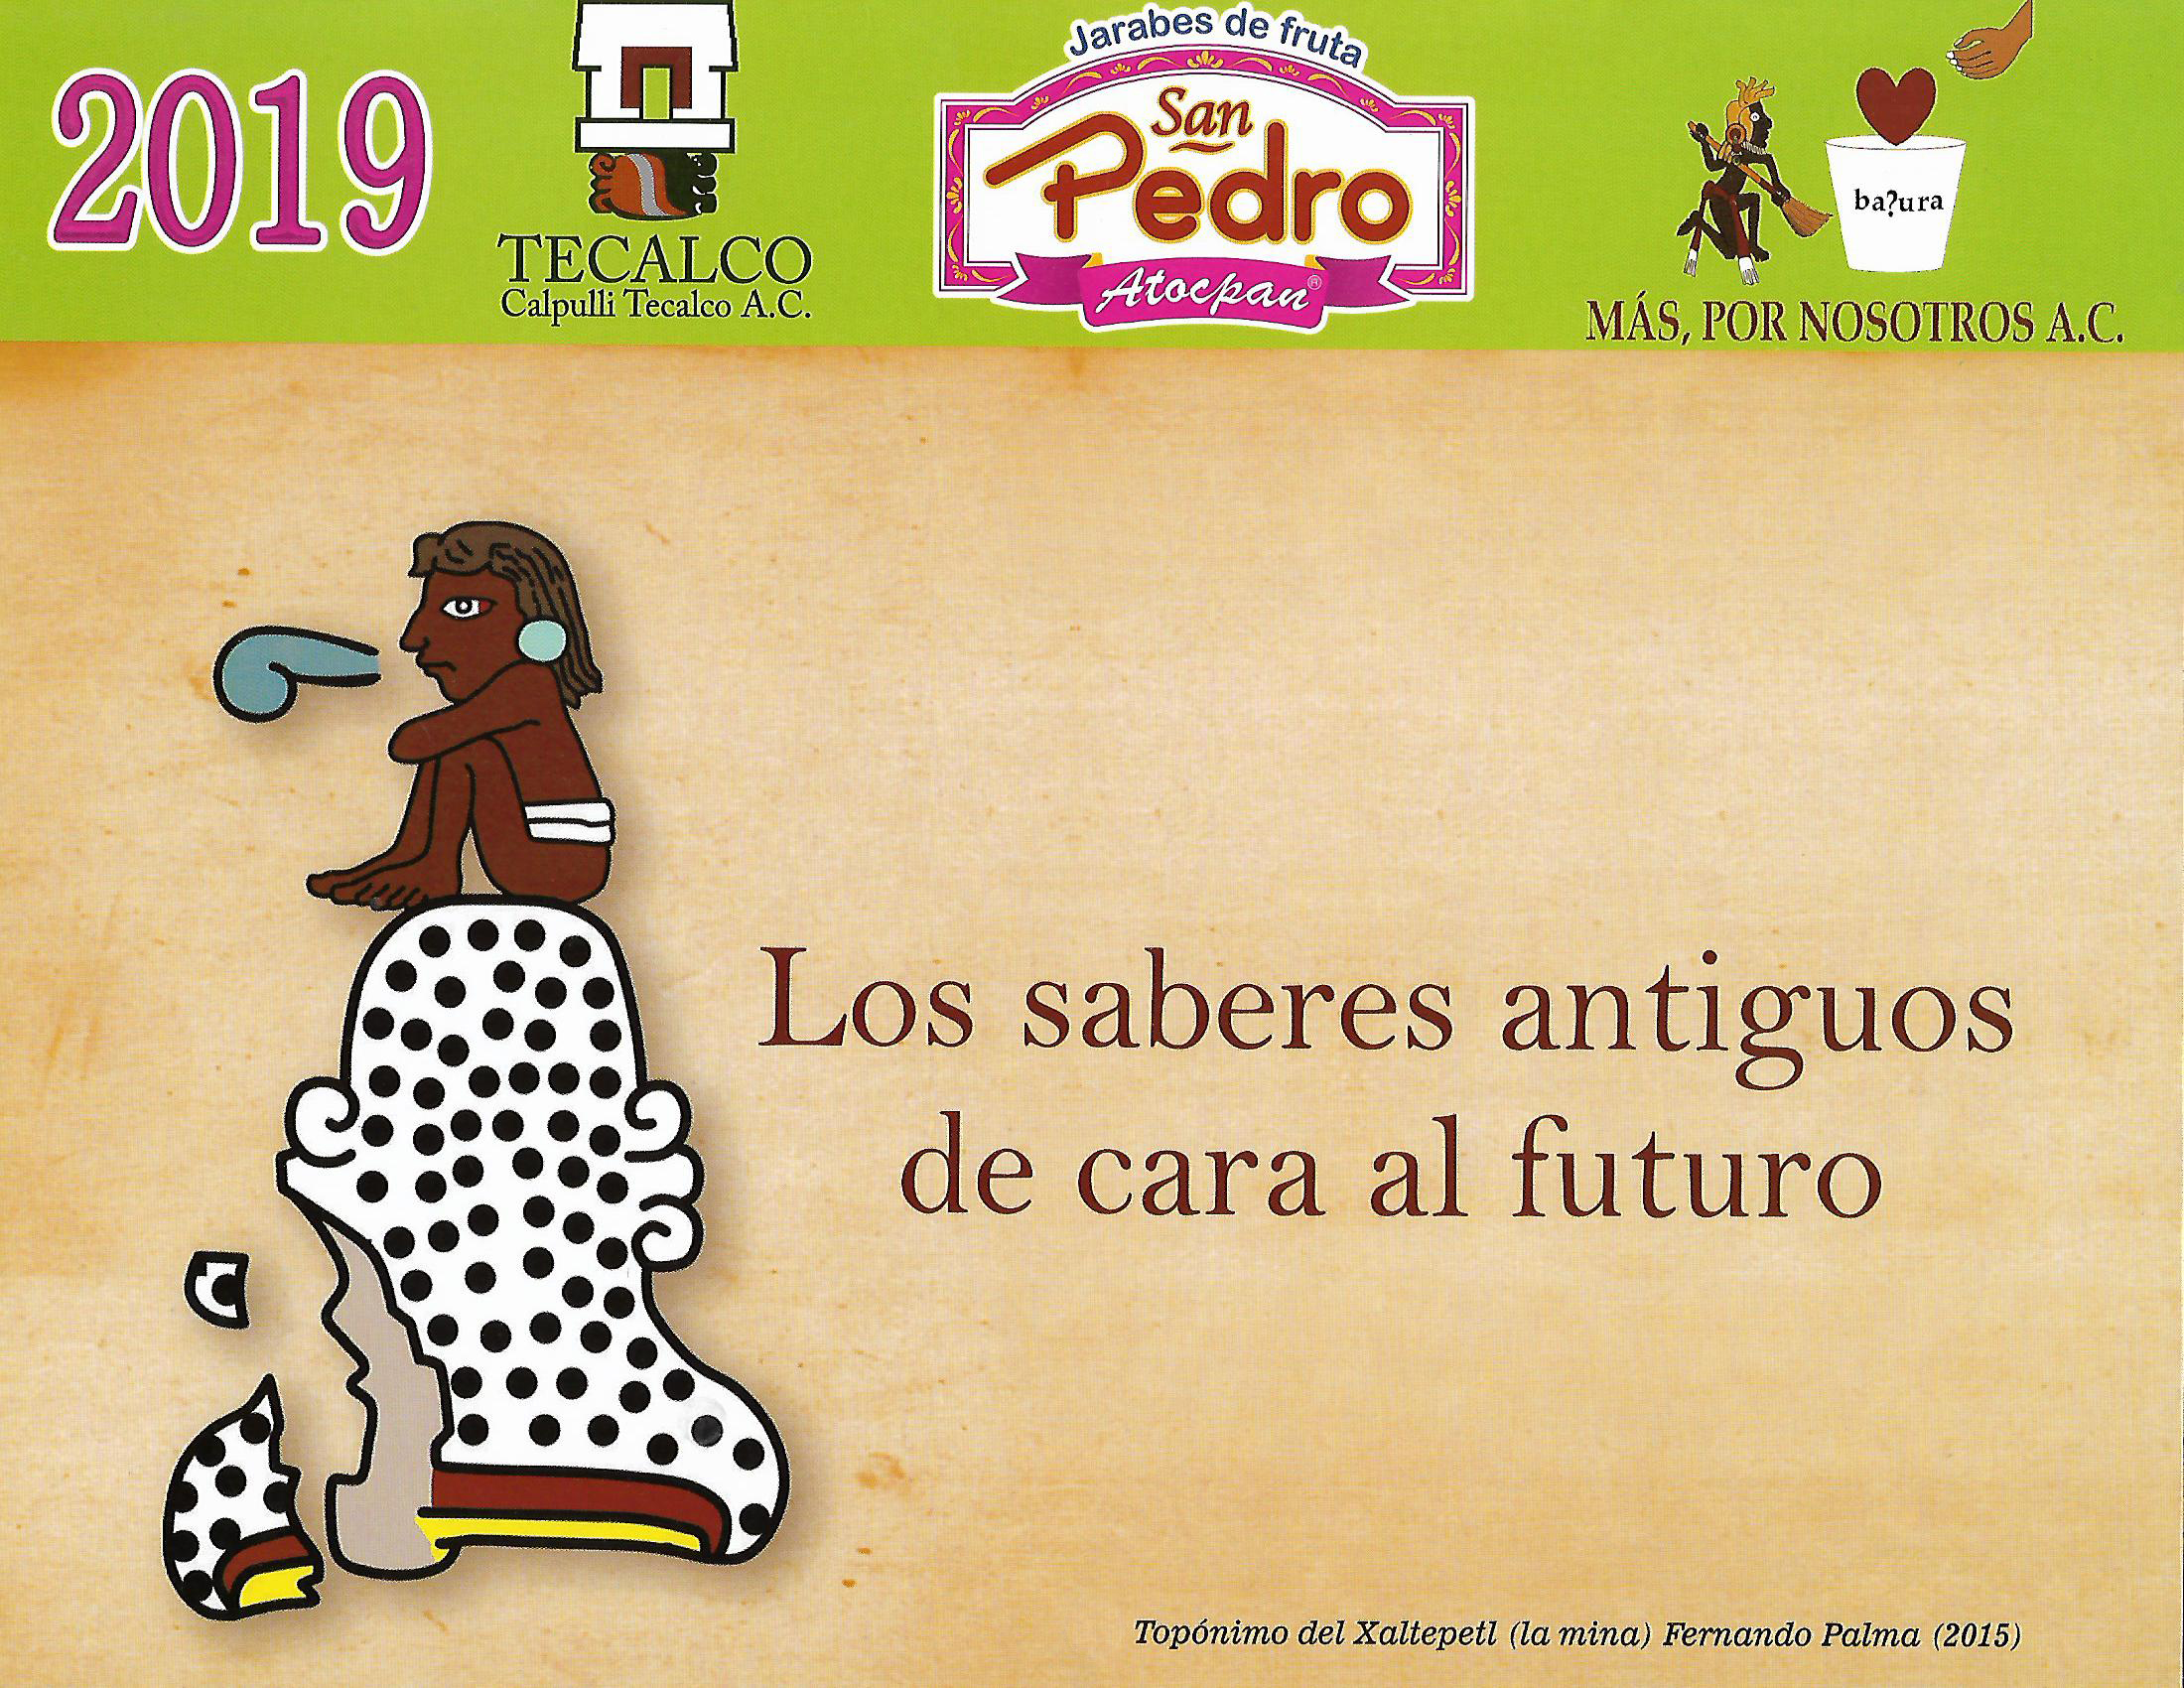 2019
TECALCO
Calpulli Tecalco A.C.
Jarabes de fruta
San
Pedro
Atocpan®
ba?ura
MÁS, POR NOSOTROS A.C.
Los saberes antiguos
de cara al futuro
Topónimo del Xaltepetl (la mina) Fernando Palma (2015)